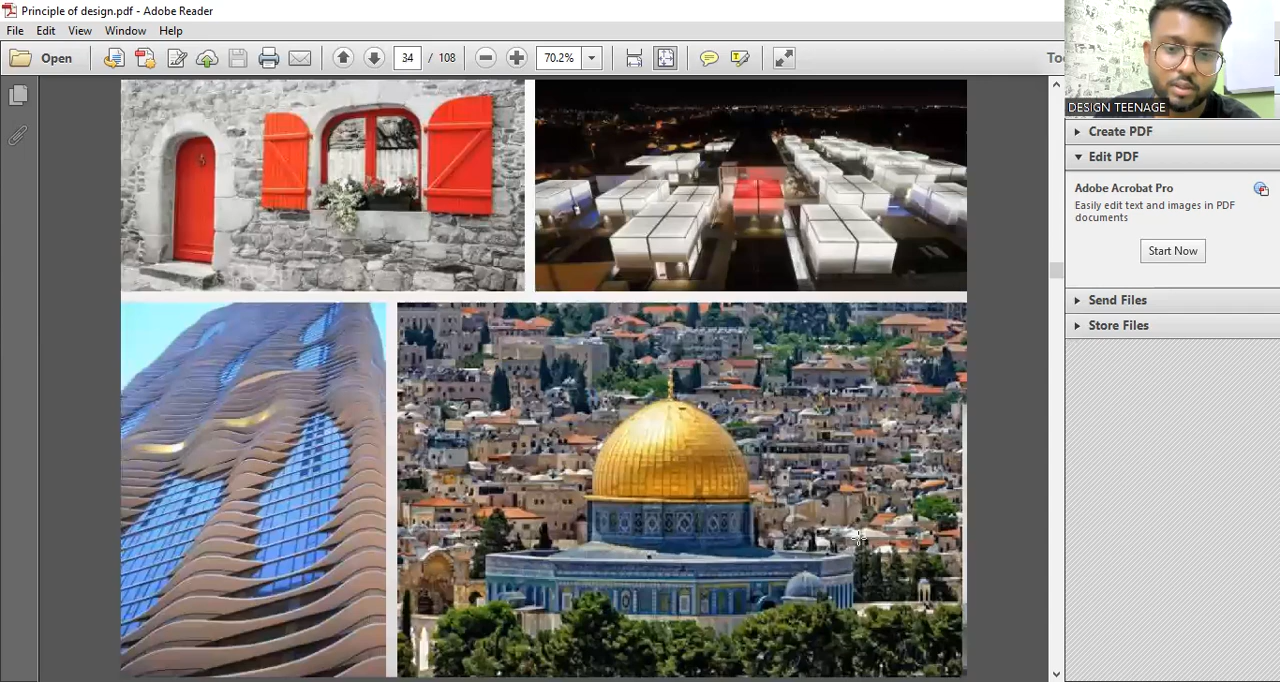 Principle of design.pdf - Adobe Reader
File Edit View Window Help
Open
34 / 108
70.2%
DESIGN TEENAGE
Create PDF
Edit PDF
Adobe Acrobat Pro
Easily edit text and images in PDF
documents
Start Now
Send Files
Store Files